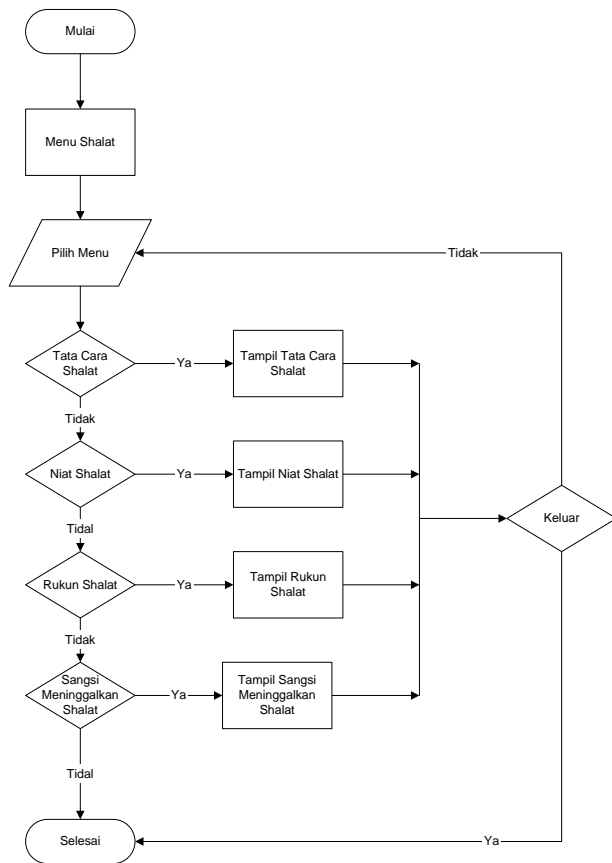 Mulai
Menu Shalat
Pilih Menu
Tidak
Tata Cara
Shalat
Ya
Tampil Tata Cara
Shalat
Tidak
Niat Shalat
Ya
Tampil Niat Shalat
Keluar
Tidal
Rukun Shalat
Ya
Tampil Rukun
Shalat
Tidak
Sangsi
Meninggalkan
Shalat
Ya
Tampil Sangsi
Meninggalkan
Shalat
Tidal
Selesai
Ya